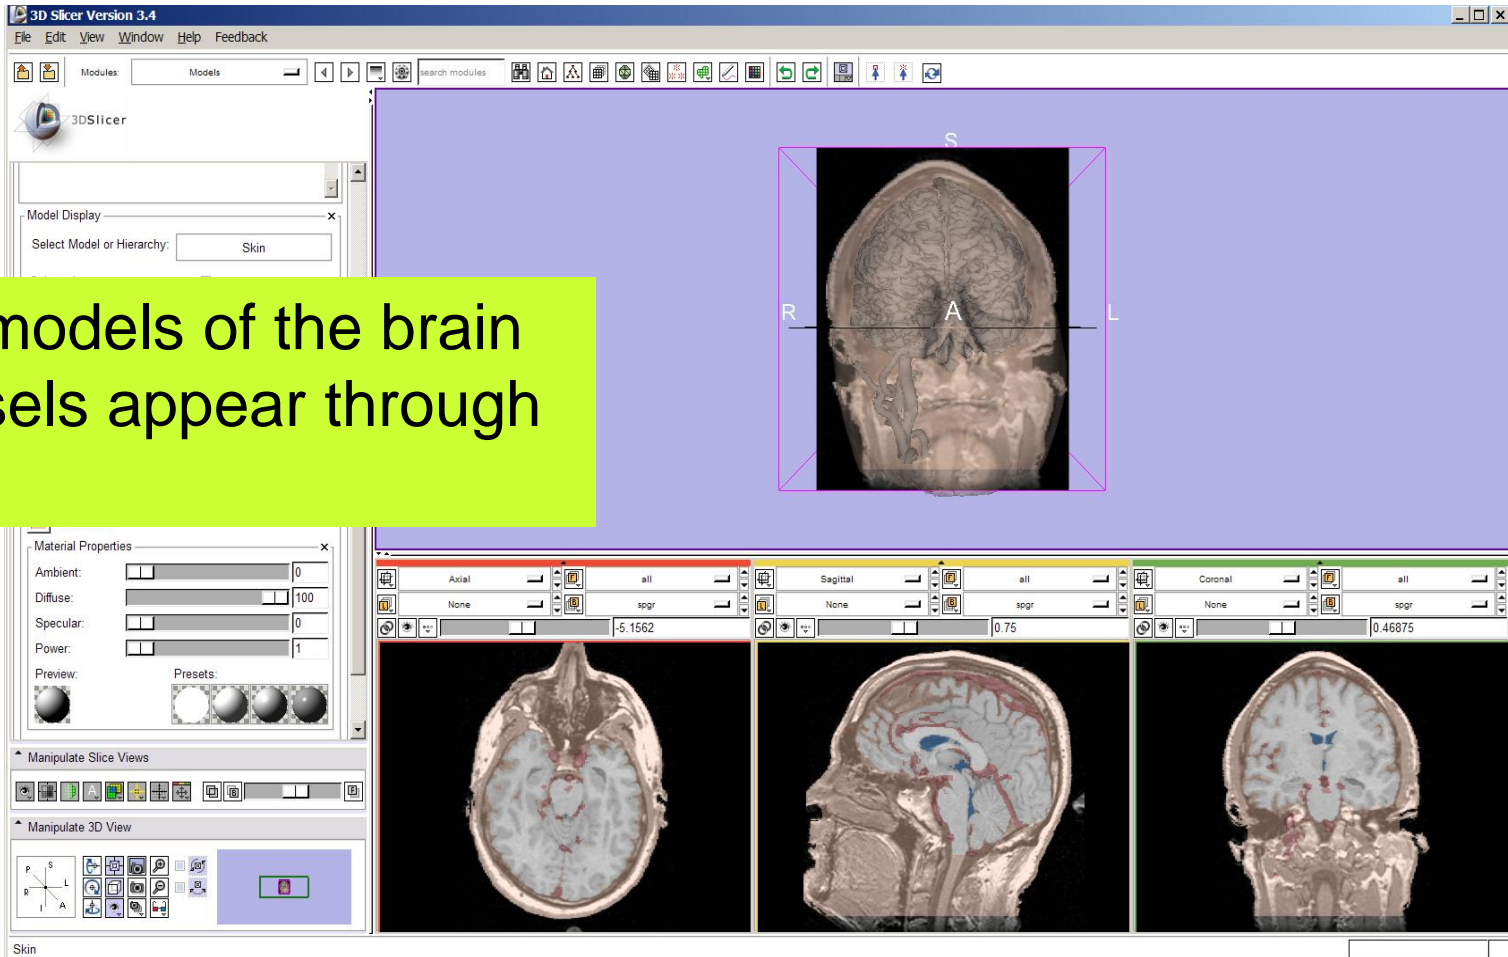 3D Slicer Version 3.4
File Edit View Window Help Feedback
Modules: Models search modules
3DSlicer
Model Display
Select Model or Hierarchy: Skin
models of the brain
sels appear through
Material Properties
Ambient: 0
Diffuse: 100
Specular: 0
Power: 1
Preview: Presets:
Manipulate Slice Views
Manipulate 3D View
P S
R L
I A
Skin
S
R A L
Axial all
None spgr
-5.1562
Sagittal all
None spgr
0.75
Coronal all
None spgr
0.46875